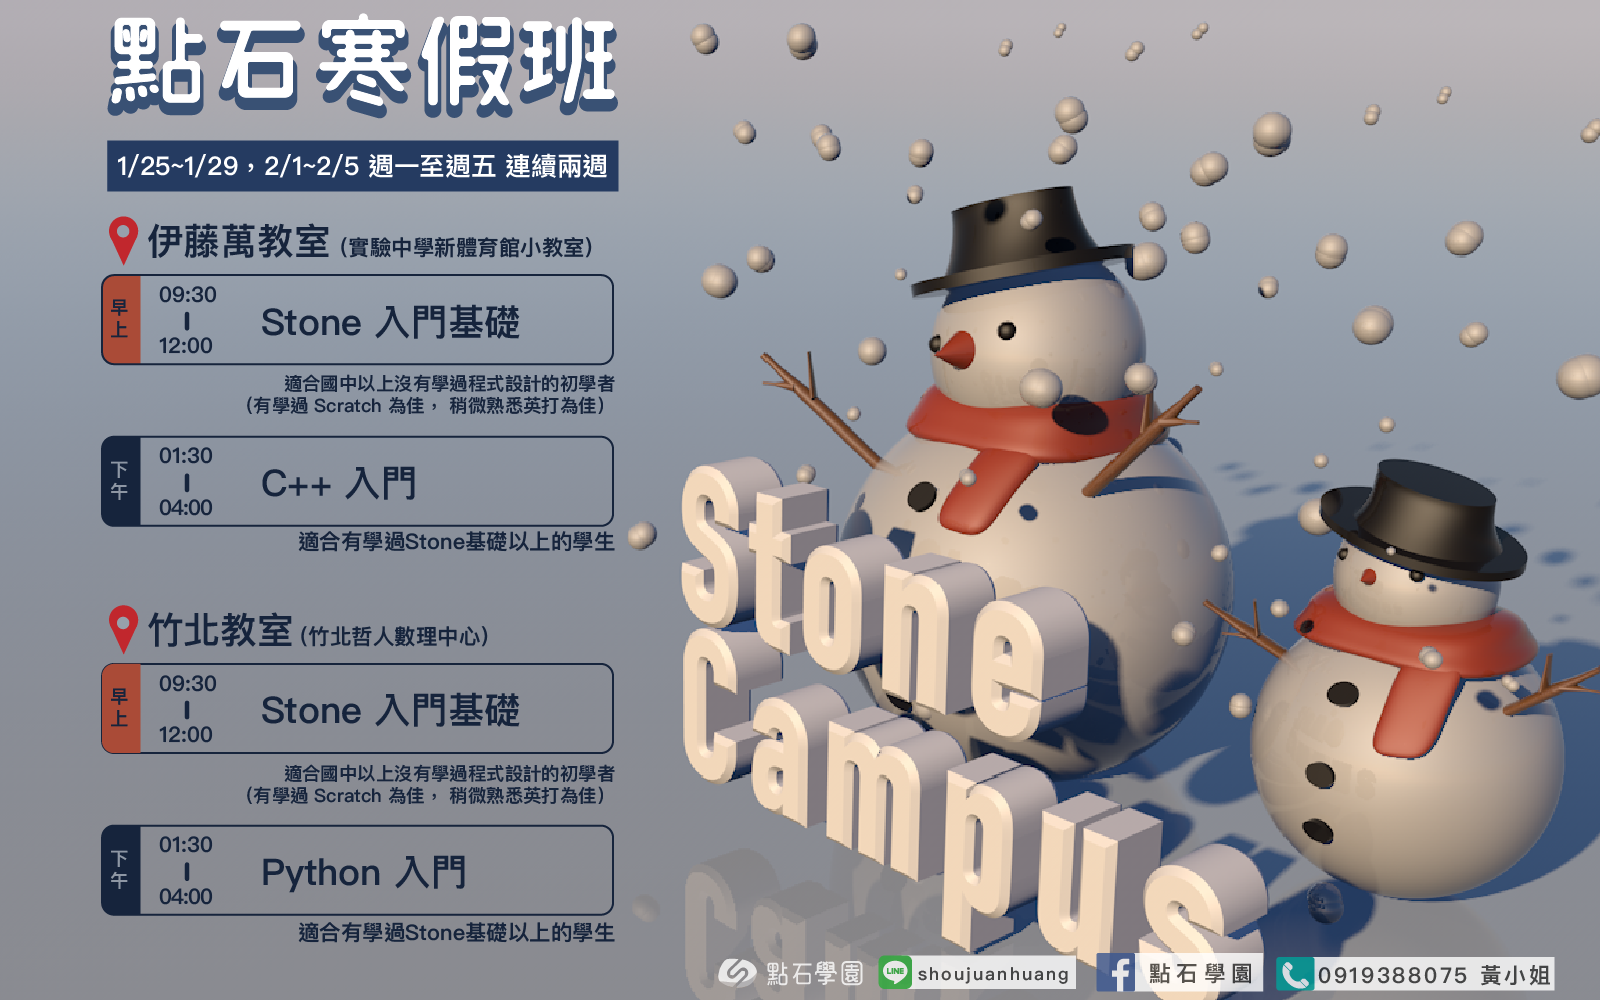 點石寒假班
1/25~1/29，2/1~2/5 週一至週五 連續兩週
伊藤萬教室（實驗中學新體育館小教室）
早上
09:30
12:00
Stone 入門基礎
適合國中以上沒有學過程式設計的初學者
（有學過 Scratch 為佳， 稍微熟悉英打為佳）
下午
01:30
04:00
C++ 入門
適合有學過Stone基礎以上的學生
竹北教室（竹北哲人數理中心）
早上
09:30
12:00
Stone 入門基礎
適合國中以上沒有學過程式設計的初學者
（有學過 Scratch 為佳， 稍微熟悉英打為佳）
下午
01:30
04:00
Python 入門
適合有學過Stone基礎以上的學生
Stone
Campus
點石學園
LINE
shoujuanhuang
點石學園
0919388075 黃小姐